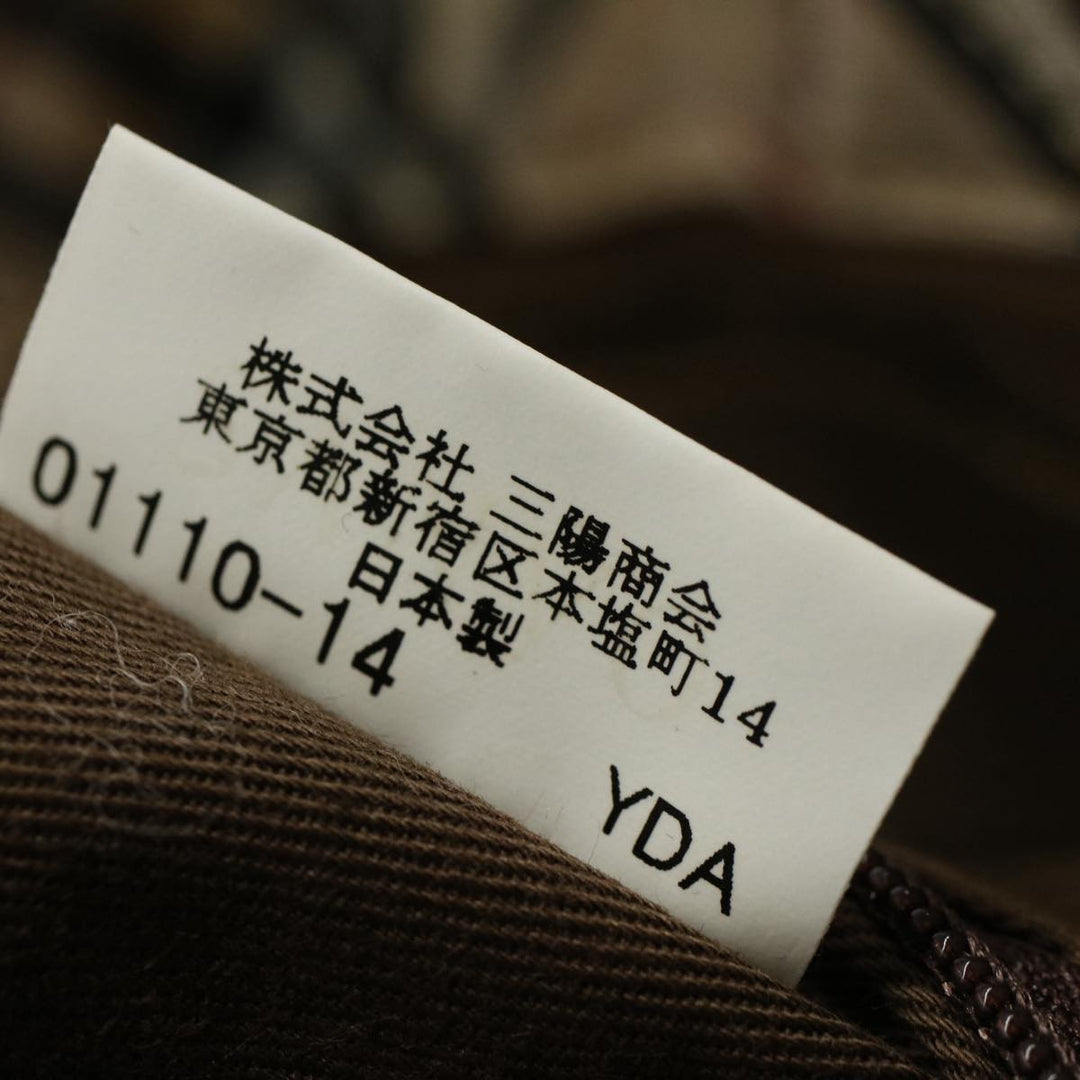 株式会社 三陽商会
東京都新宿区本塩町14
日本製
01110-14
YDA